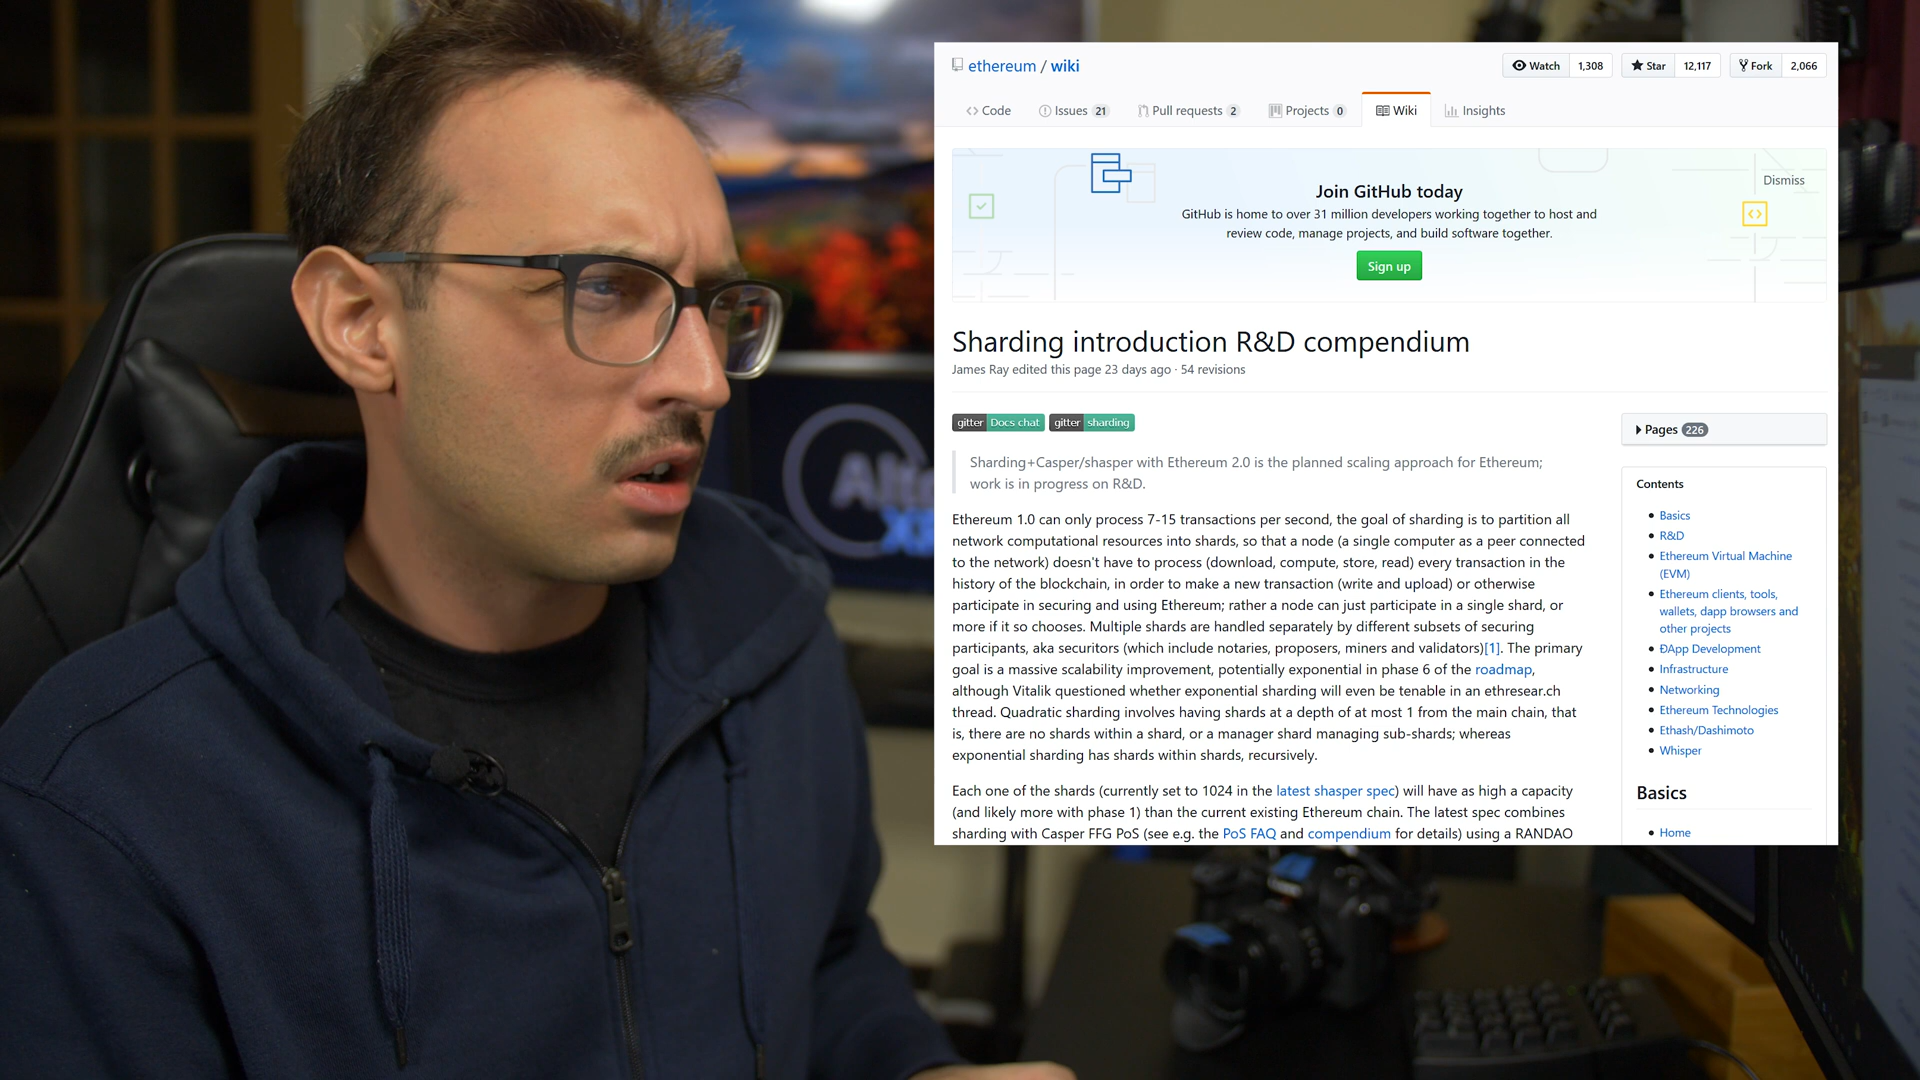 ethereum / wiki
Watch 1,308 Star 12,117 Fork 2,066
Code Issues 21 Pull requests 2 Projects 0 Wiki Insights
Join GitHub today
Dismiss
GitHub is home to over 31 million developers working together to host and
review code, manage projects, and build software together.
Sign up
Sharding introduction R&D compendium
James Ray edited this page 23 days ago · 54 revisions
gitter Docs chat gitter sharding
Sharding+Casper/shasper with Ethereum 2.0 is the planned scaling approach for Ethereum;
work is in progress on R&D.
Ethereum 1.0 can only process 7-15 transactions per second, the goal of sharding is to partition all
network computational resources into shards, so that a node (a single computer as a peer connected
to the network) doesn't have to process (download, compute, store, read) every transaction in the
history of the blockchain, in order to make a new transaction (write and upload) or otherwise
participate in securing and using Ethereum; rather a node can just participate in a single shard, or
more if it so chooses. Multiple shards are handled separately by different subsets of securing
participants, aka securitors (which include notaries, proposers, miners and validators)[1]. The primary
goal is a massive scalability improvement, potentially exponential in phase 6 of the roadmap,
although Vitalik questioned whether exponential sharding will even be tenable in an ethresear.ch
thread. Quadratic sharding involves having shards at a depth of at most 1 from the main chain, that
is, there are no shards within a shard, or a manager shard managing sub-shards; whereas
exponential sharding has shards within shards, recursively.
Each one of the shards (currently set to 1024 in the latest shasper spec) will have as high a capacity
(and likely more with phase 1) than the current existing Ethereum chain. The latest spec combines
sharding with Casper FFG PoS (see e.g. the PoS FAQ and compendium for details) using a RANDAO
Pages 226
Contents
Basics
R&D
Ethereum Virtual Machine
(EVM)
Ethereum clients, tools,
wallets, dapp browsers and
other projects
ÐApp Development
Infrastructure
Networking
Ethereum Technologies
Ethash/Dashimoto
Whisper
Basics
Home